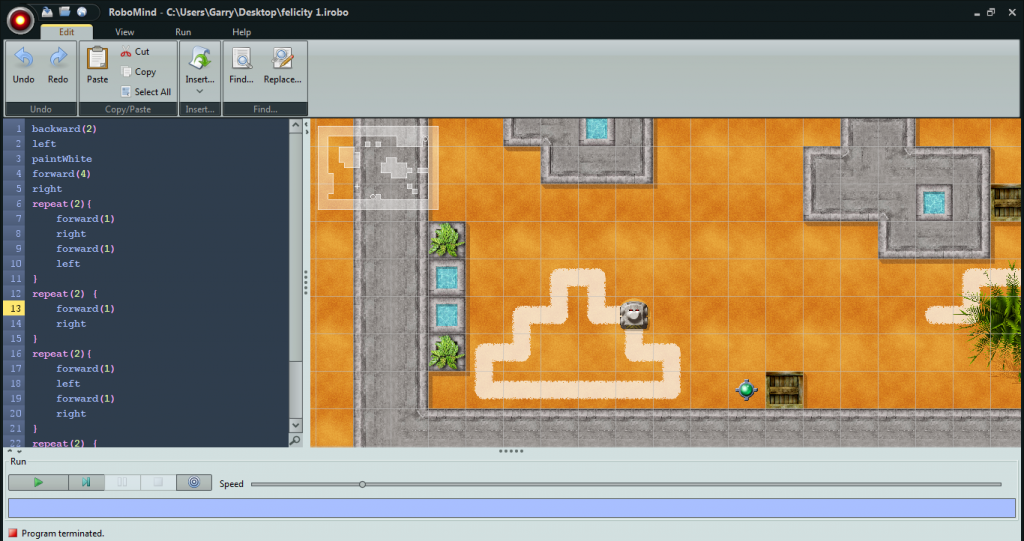 RoboMind - C:\Users\Garry\Desktop\felicity 1.irobo
Edit View Run Help
Undo Redo Paste Cut Copy Select All Insert... Find... Replace...
Undo Copy/Paste Insert... Find...
1 backward(2)
2 left
3 paintWhite
4 forward(4)
5 right
6 repeat(2){
7 forward(1)
8 right
9 forward(1)
10 left
11 }
12 repeat(2) {
13 forward(1)
14 right
15 }
16 repeat(2){
17 forward(1)
18 left
19 forward(1)
20 right
21 }
22 repeat(2) {
Run
Speed
Program terminated.